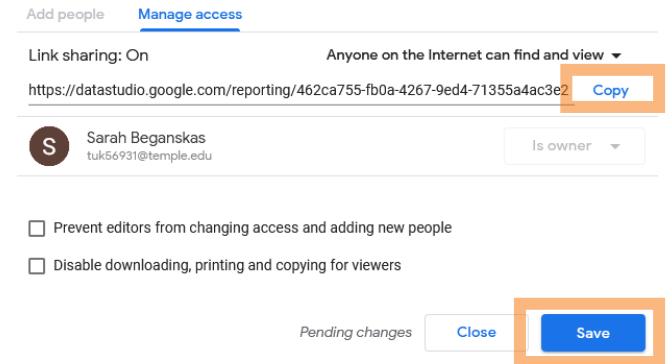 Add people Manage access
Link sharing: On Anyone on the Internet can find and view
https://datastudio.google.com/reporting/462ca755-fb0a-4267-9ed4-71355a4ac3e2 Copy
S
Sarah Beganskas
tuk56931@temple.edu
Is owner
Prevent editors from changing access and adding new people
Disable downloading, printing and copying for viewers
Pending changes Close Save